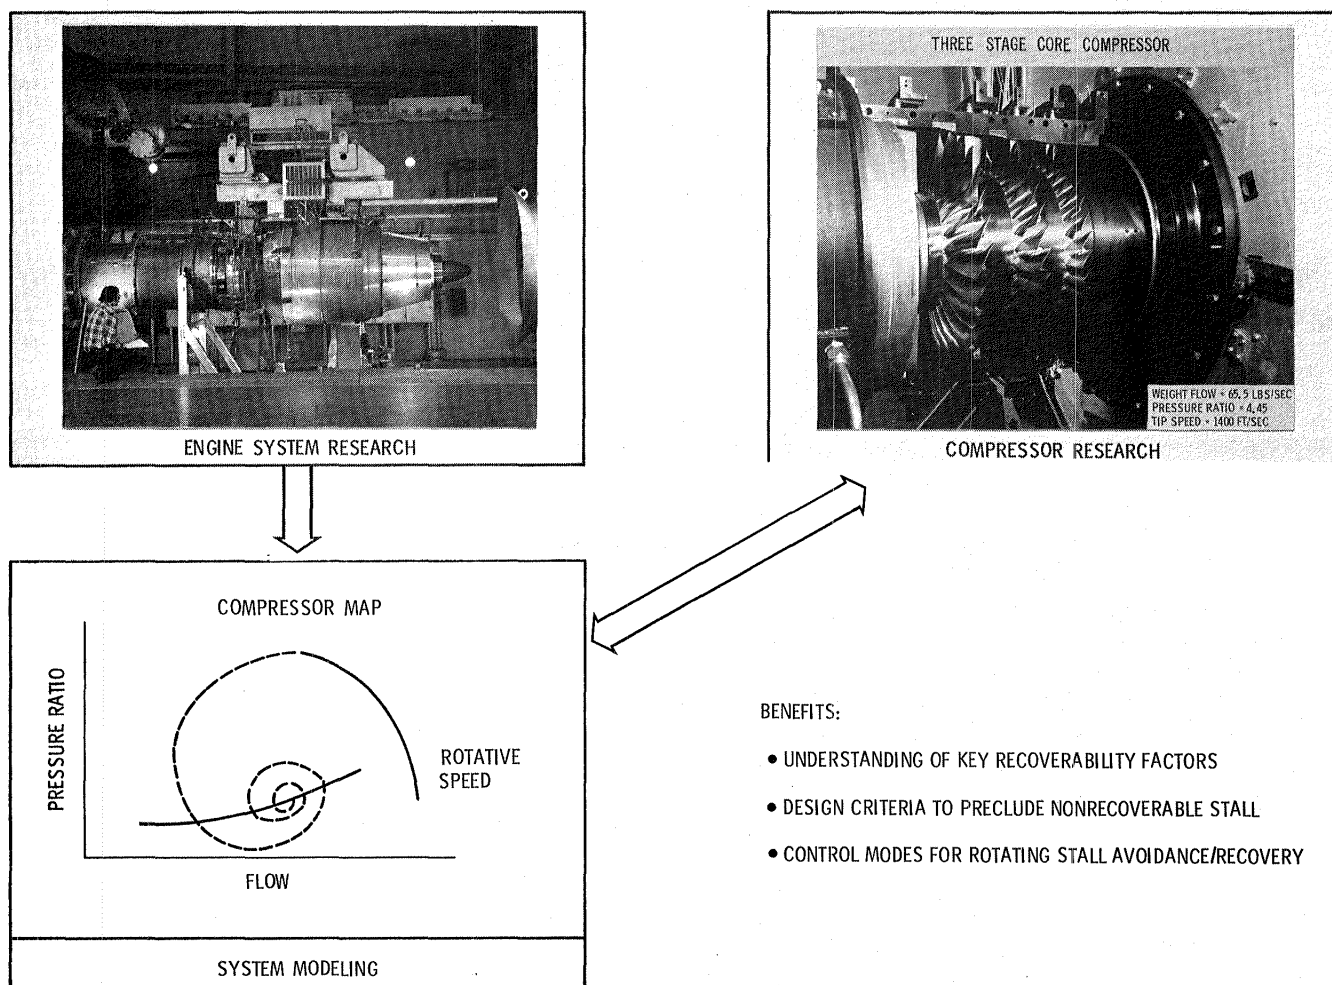 ENGINE SYSTEM RESEARCH
THREE STAGE CORE COMPRESSOR
WEIGHT FLOW = 65.5 LBS/SEC
PRESSURE RATIO = 4.45
TIP SPEED = 1400 FT/SEC
COMPRESSOR RESEARCH
COMPRESSOR MAP
PRESSURE RATIO
ROTATIVE
SPEED
FLOW
SYSTEM MODELING
BENEFITS:
• UNDERSTANDING OF KEY RECOVERABILITY FACTORS
• DESIGN CRITERIA TO PRECLUDE NONRECOVERABLE STALL
• CONTROL MODES FOR ROTATING STALL AVOIDANCE/RECOVERY